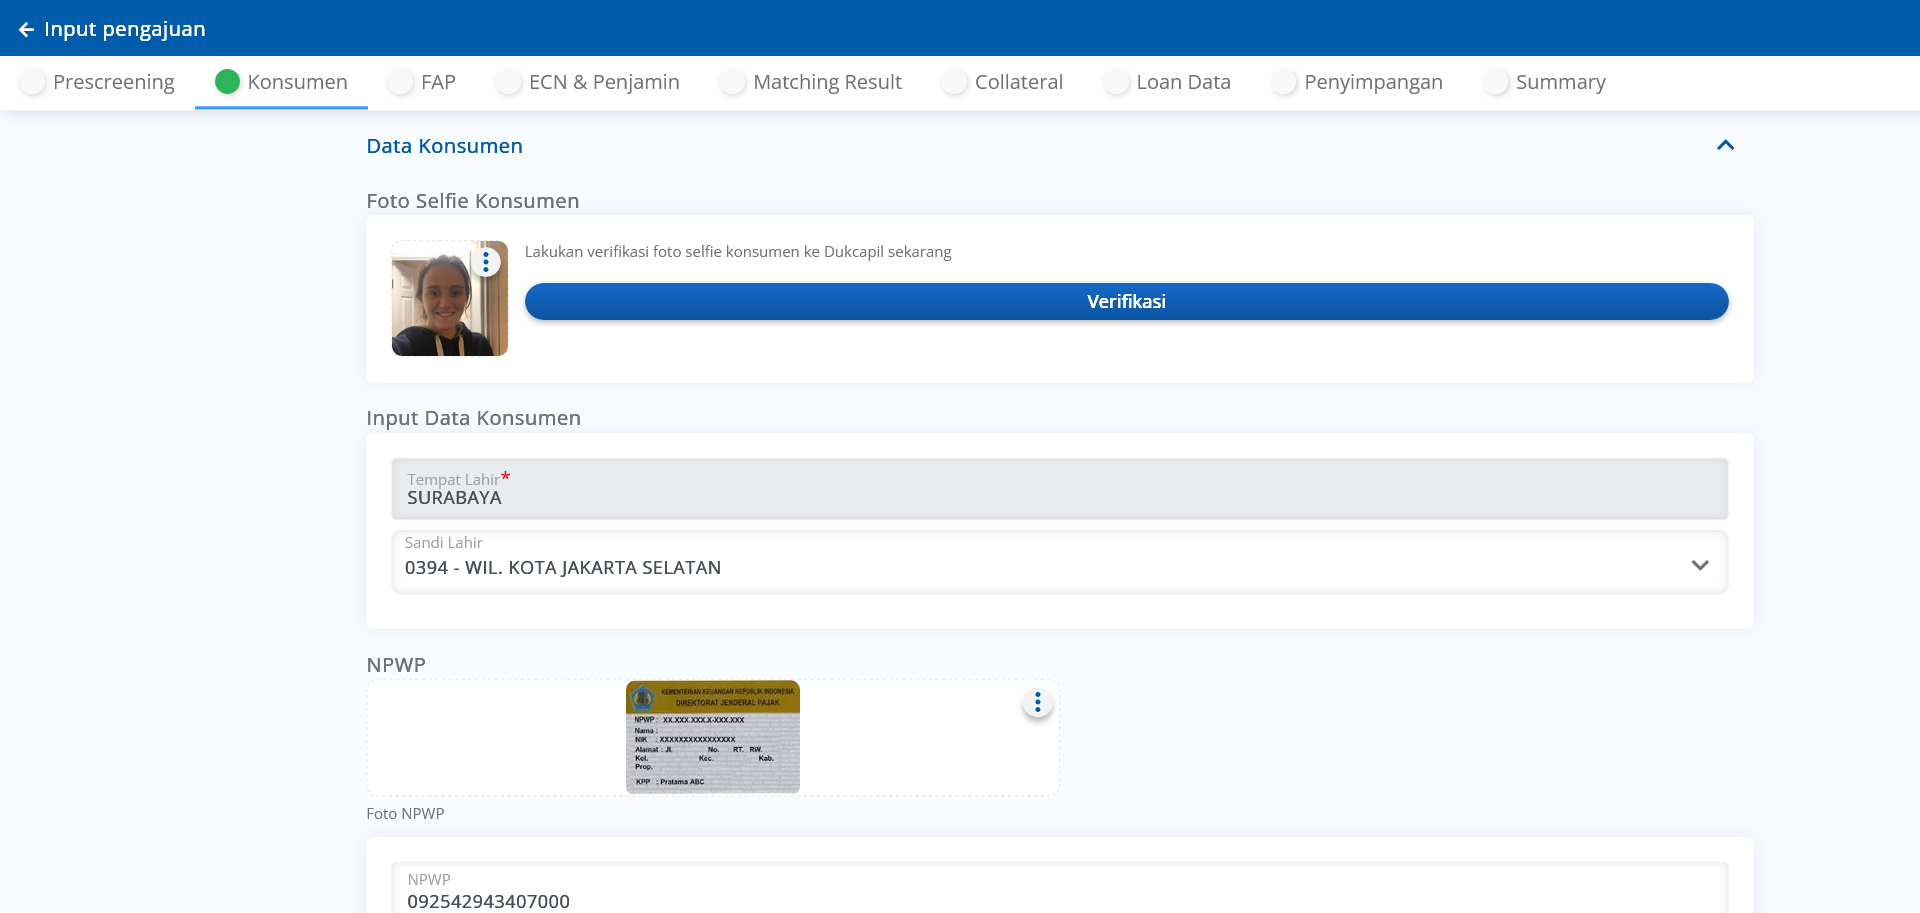 Input pengajuan
Prescreening Konsumen FAP ECN & Penjamin Matching Result Collateral Loan Data Penyimpangan Summary
Data Konsumen
Foto Selfie Konsumen
Lakukan verifikasi foto selfie konsumen ke Dukcapil sekarang
Verifikasi
Input Data Konsumen
Tempat Lahir*
SURABAYA
Sandi Lahir
0394 - WIL. KOTA JAKARTA SELATAN
NPWP
KEMENTERIAN KEUANGAN REPUBLIK INDONESIA
DIREKTORAT JENDERAL PAJAK
NPWP : XX.XXX.XXX.X-XXX.XXX
Nama :
NIK : XXXXXXXXXXXXXXXX
Alamat : Jl. No. RT. RW.
Kel. Kec. Kab.
Prop.
KPP : Pratama ABC
Foto NPWP
NPWP
092542943407000